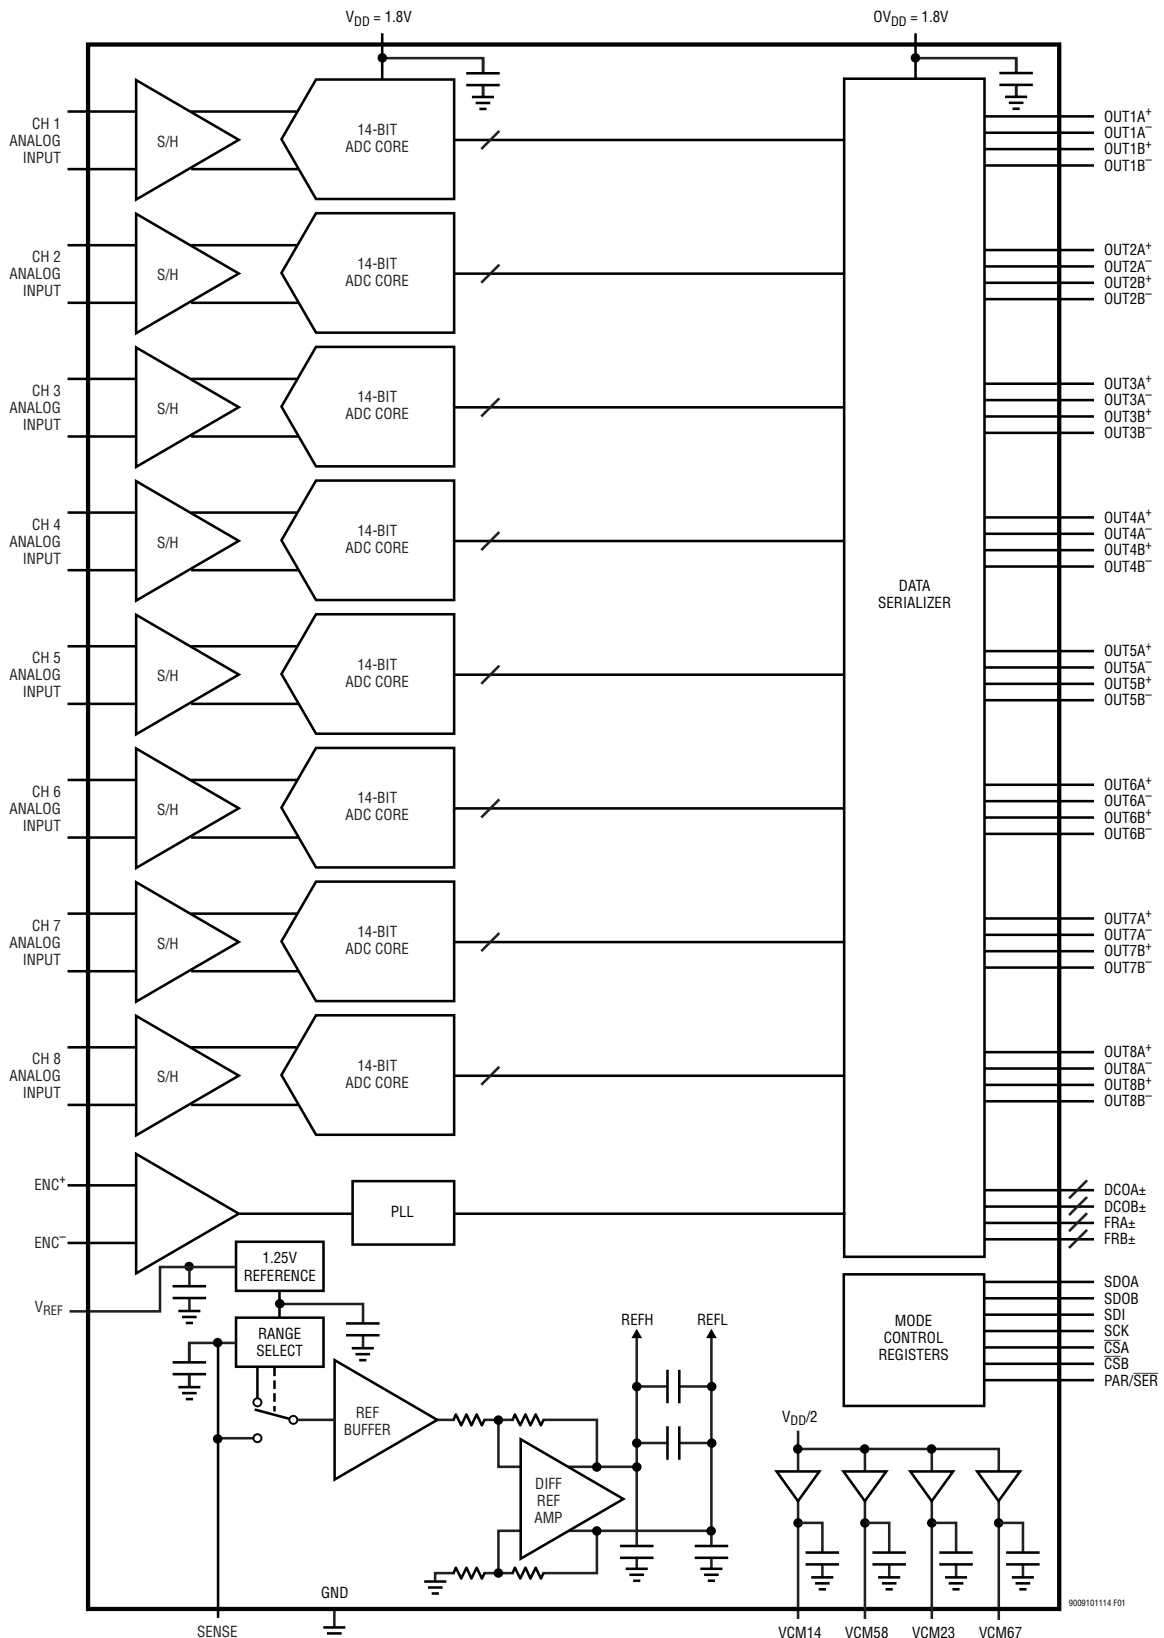 V_DD = 1.8V
OV_DD = 1.8V
CH 1
ANALOG
INPUT
S/H
14-BIT
ADC CORE
OUT1A⁺
OUT1A⁻
OUT1B⁺
OUT1B⁻
CH 2
ANALOG
INPUT
S/H
14-BIT
ADC CORE
OUT2A⁺
OUT2A⁻
OUT2B⁺
OUT2B⁻
CH 3
ANALOG
INPUT
S/H
14-BIT
ADC CORE
OUT3A⁺
OUT3A⁻
OUT3B⁺
OUT3B⁻
CH 4
ANALOG
INPUT
S/H
14-BIT
ADC CORE
OUT4A⁺
OUT4A⁻
OUT4B⁺
OUT4B⁻
DATA
SERIALIZER
CH 5
ANALOG
INPUT
S/H
14-BIT
ADC CORE
OUT5A⁺
OUT5A⁻
OUT5B⁺
OUT5B⁻
CH 6
ANALOG
INPUT
S/H
14-BIT
ADC CORE
OUT6A⁺
OUT6A⁻
OUT6B⁺
OUT6B⁻
CH 7
ANALOG
INPUT
S/H
14-BIT
ADC CORE
OUT7A⁺
OUT7A⁻
OUT7B⁺
OUT7B⁻
CH 8
ANALOG
INPUT
S/H
14-BIT
ADC CORE
OUT8A⁺
OUT8A⁻
OUT8B⁺
OUT8B⁻
ENC⁺
ENC⁻
PLL
DCOA±
DCOB±
FRA±
FRB±
1.25V
REFERENCE
V_REF
RANGE
SELECT
REFH
REFL
MODE
CONTROL
REGISTERS
SDOA
SDOB
SDI
SCK
C̅S̅A
C̅S̅B
PAR/S̅E̅R̅
REF
BUFFER
DIFF
REF
AMP
V_DD/2
GND
SENSE
VCM14
VCM58
VCM23
VCM67
9009101114 F01